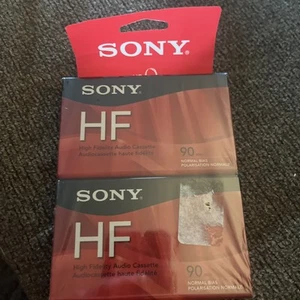 SONY
SONY
HF
High Fidelity Audio Cassette
Audiocassette haute fidélité
90
NORMAL BIAS
POLARISATION NORMALE
SONY
HF
High Fidelity Audio Cassette
Audiocassette haute fidélité
90
NORMAL BIAS
POLARISATION NORMALE